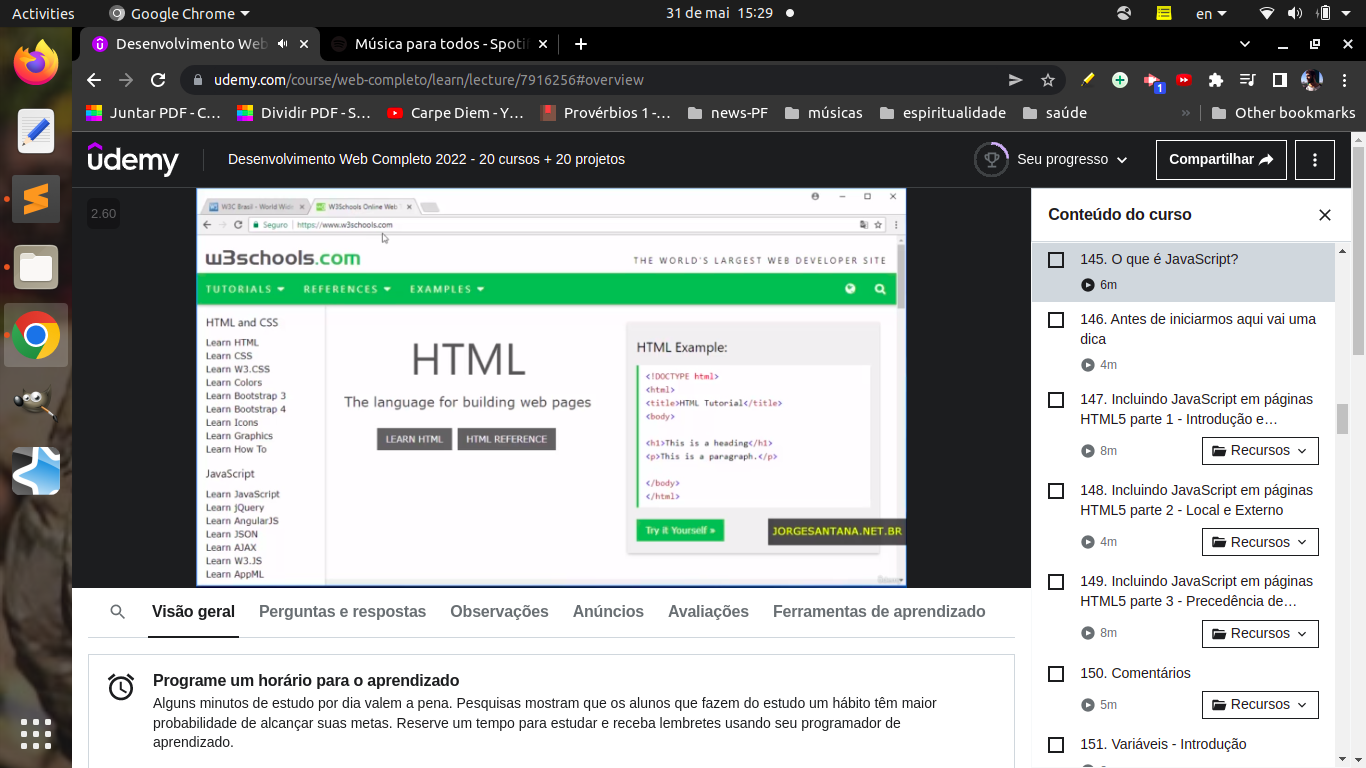 Activities
Google Chrome
31 de mai 15:29
en
Desenvolvimento Web
Música para todos - Spoti
udemy.com/course/web-completo/learn/lecture/7916256#overview
1
Juntar PDF - C…
Dividir PDF - S…
Carpe Diem - Y…
Provérbios 1 -…
news-PF
músicas
espiritualidade
saúde
»
Other bookmarks
udemy
Desenvolvimento Web Completo 2022 - 20 cursos + 20 projetos
Seu progresso
Compartilhar
2.60
W3C Brasil - World Wide
W3Schools Online Web T
Seguro
https://www.w3schools.com
w3schools.com
THE WORLD'S LARGEST WEB DEVELOPER SITE
TUTORIALS
REFERENCES
EXAMPLES
HTML and CSS
Learn HTML
Learn CSS
Learn W3.CSS
Learn Colors
Learn Bootstrap 3
Learn Bootstrap 4
Learn Icons
Learn Graphics
Learn How To
JavaScript
Learn JavaScript
Learn jQuery
Learn AngularJS
Learn JSON
Learn AJAX
Learn W3.JS
Learn AppML
HTML
The language for building web pages
LEARN HTML
HTML REFERENCE
HTML Example:
<!DOCTYPE html>
<html>
<title>HTML Tutorial</title>
<body>
<h1>This is a heading</h1>
<p>This is a paragraph.</p>
</body>
</html>
Try it Yourself »
JORGESANTANA.NET.BR
Conteúdo do curso
145. O que é JavaScript?
6m
146. Antes de iniciarmos aqui vai uma
dica
4m
147. Incluindo JavaScript em páginas
HTML5 parte 1 - Introdução e…
8m
Recursos
148. Incluindo JavaScript em páginas
HTML5 parte 2 - Local e Externo
4m
Recursos
149. Incluindo JavaScript em páginas
HTML5 parte 3 - Precedência de…
8m
Recursos
150. Comentários
5m
Recursos
151. Variáveis - Introdução
Visão geral
Perguntas e respostas
Observações
Anúncios
Avaliações
Ferramentas de aprendizado
Programe um horário para o aprendizado
Alguns minutos de estudo por dia valem a pena. Pesquisas mostram que os alunos que fazem do estudo um hábito têm maior
probabilidade de alcançar suas metas. Reserve um tempo para estudar e receba lembretes usando seu programador de
aprendizado.